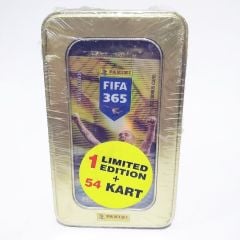 PANINI
FIFA
365
1 LIMITED
EDITION
+
54 KART
PANINI